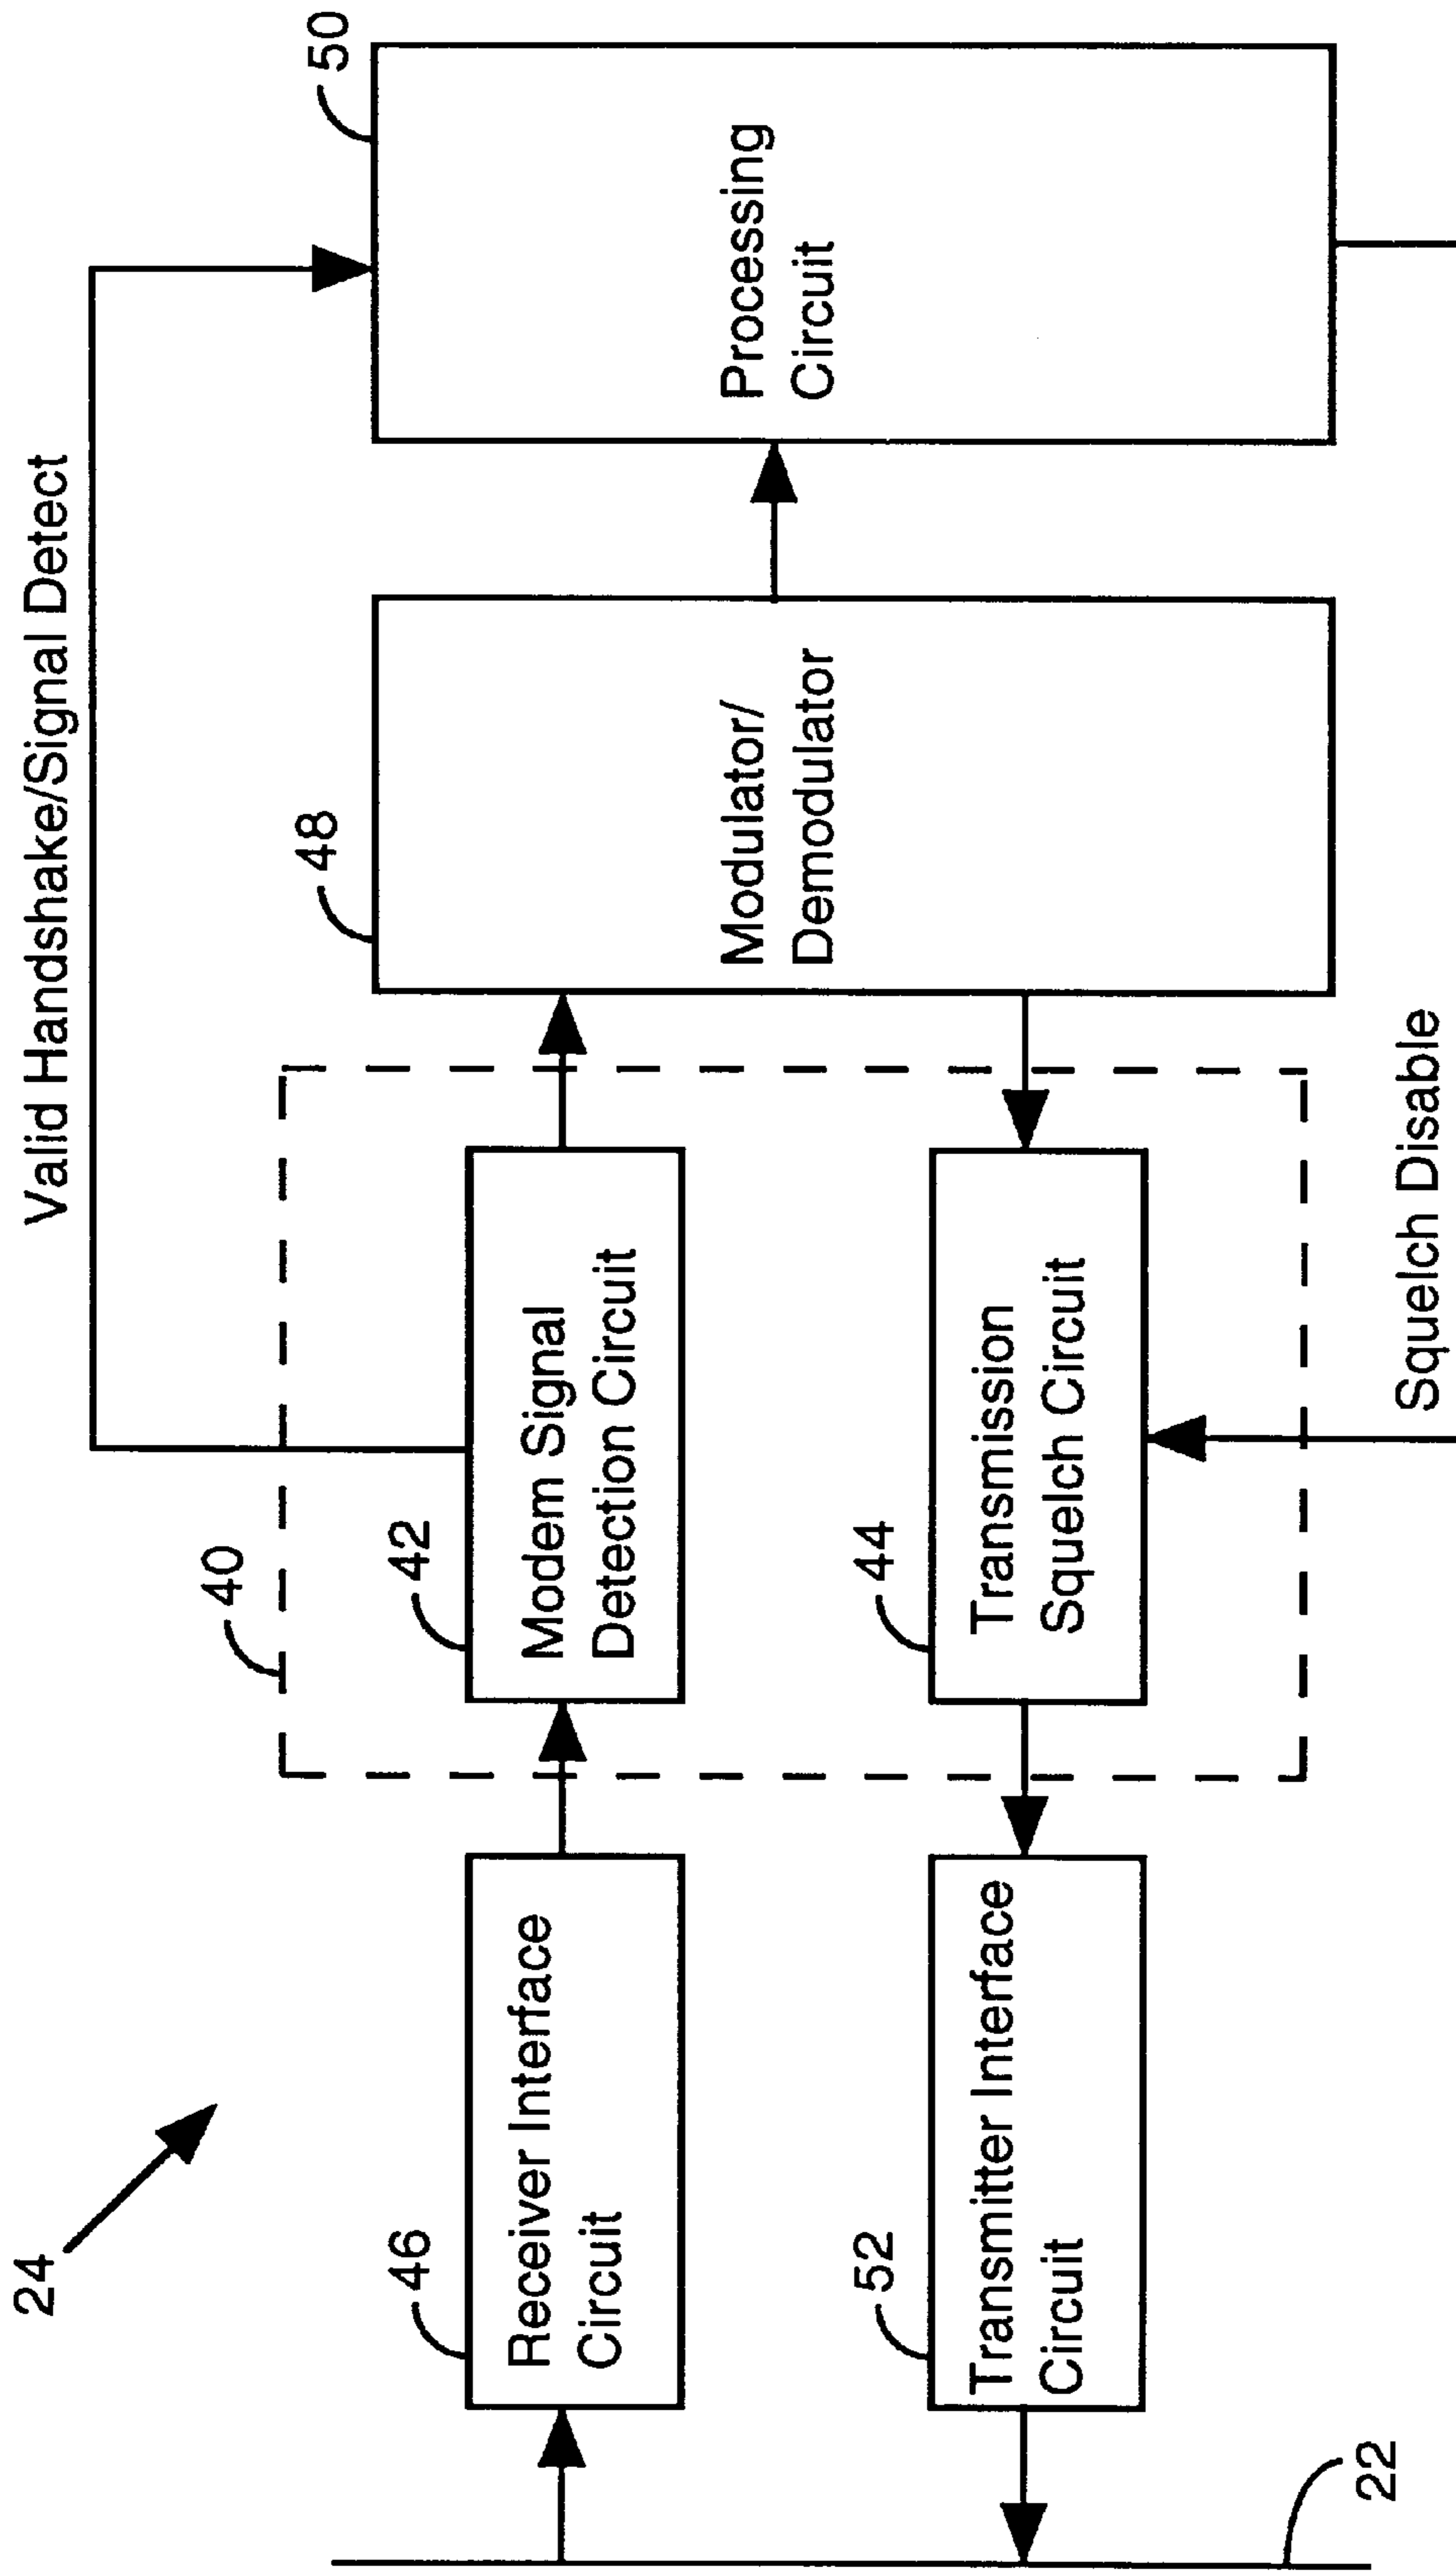 Valid Handshake/Signal Detect
24
40
48
50
46
42
Receiver Interface
Circuit
Modem Signal
Detection Circuit
Modulator/
Demodulator
Processing
Circuit
52
44
Transmitter Interface
Circuit
Transmission
Squelch Circuit
22
Squelch Disable